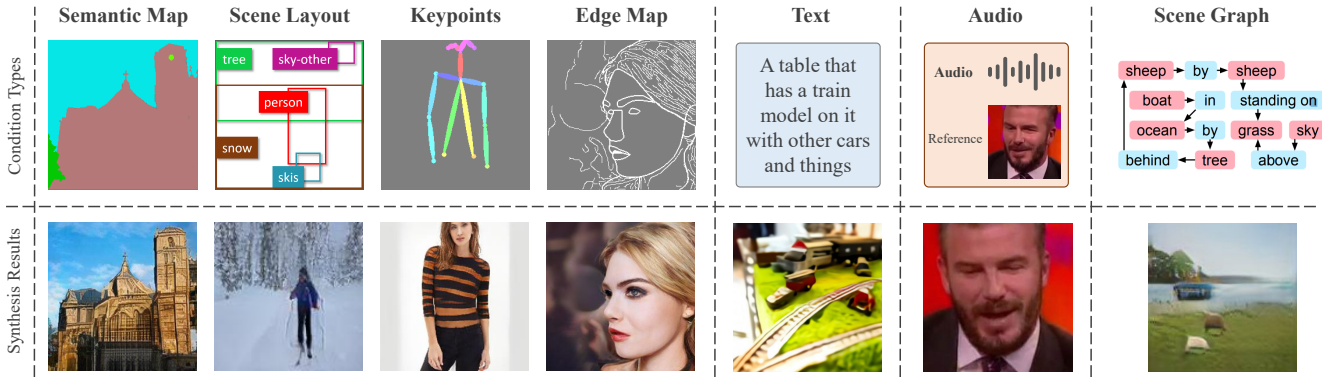 Semantic Map
Scene Layout
Keypoints
Edge Map
Text
Audio
Scene Graph
Condition Types
tree
sky-other
person
snow
skis
A table that
has a train
model on it
with other cars
and things
Audio
Reference
sheep by sheep
boat in standing on
ocean by grass sky
behind tree above
Synthesis Results